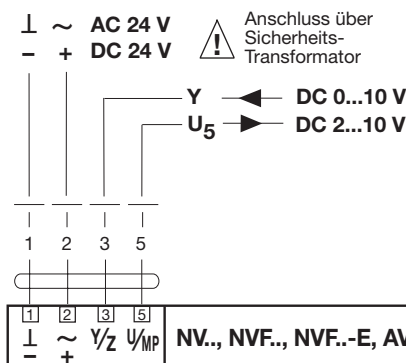 ⊥ ~ AC 24 V
– + DC 24 V
Anschluss über
Sicherheits-
Transformator
!
Y DC 0...10 V
U5 DC 2...10 V
1 2 3 5
1 2 3 5
⊥ ~ Y/Z U/MP
– +
NV.., NVF.., NVF..-E, AV